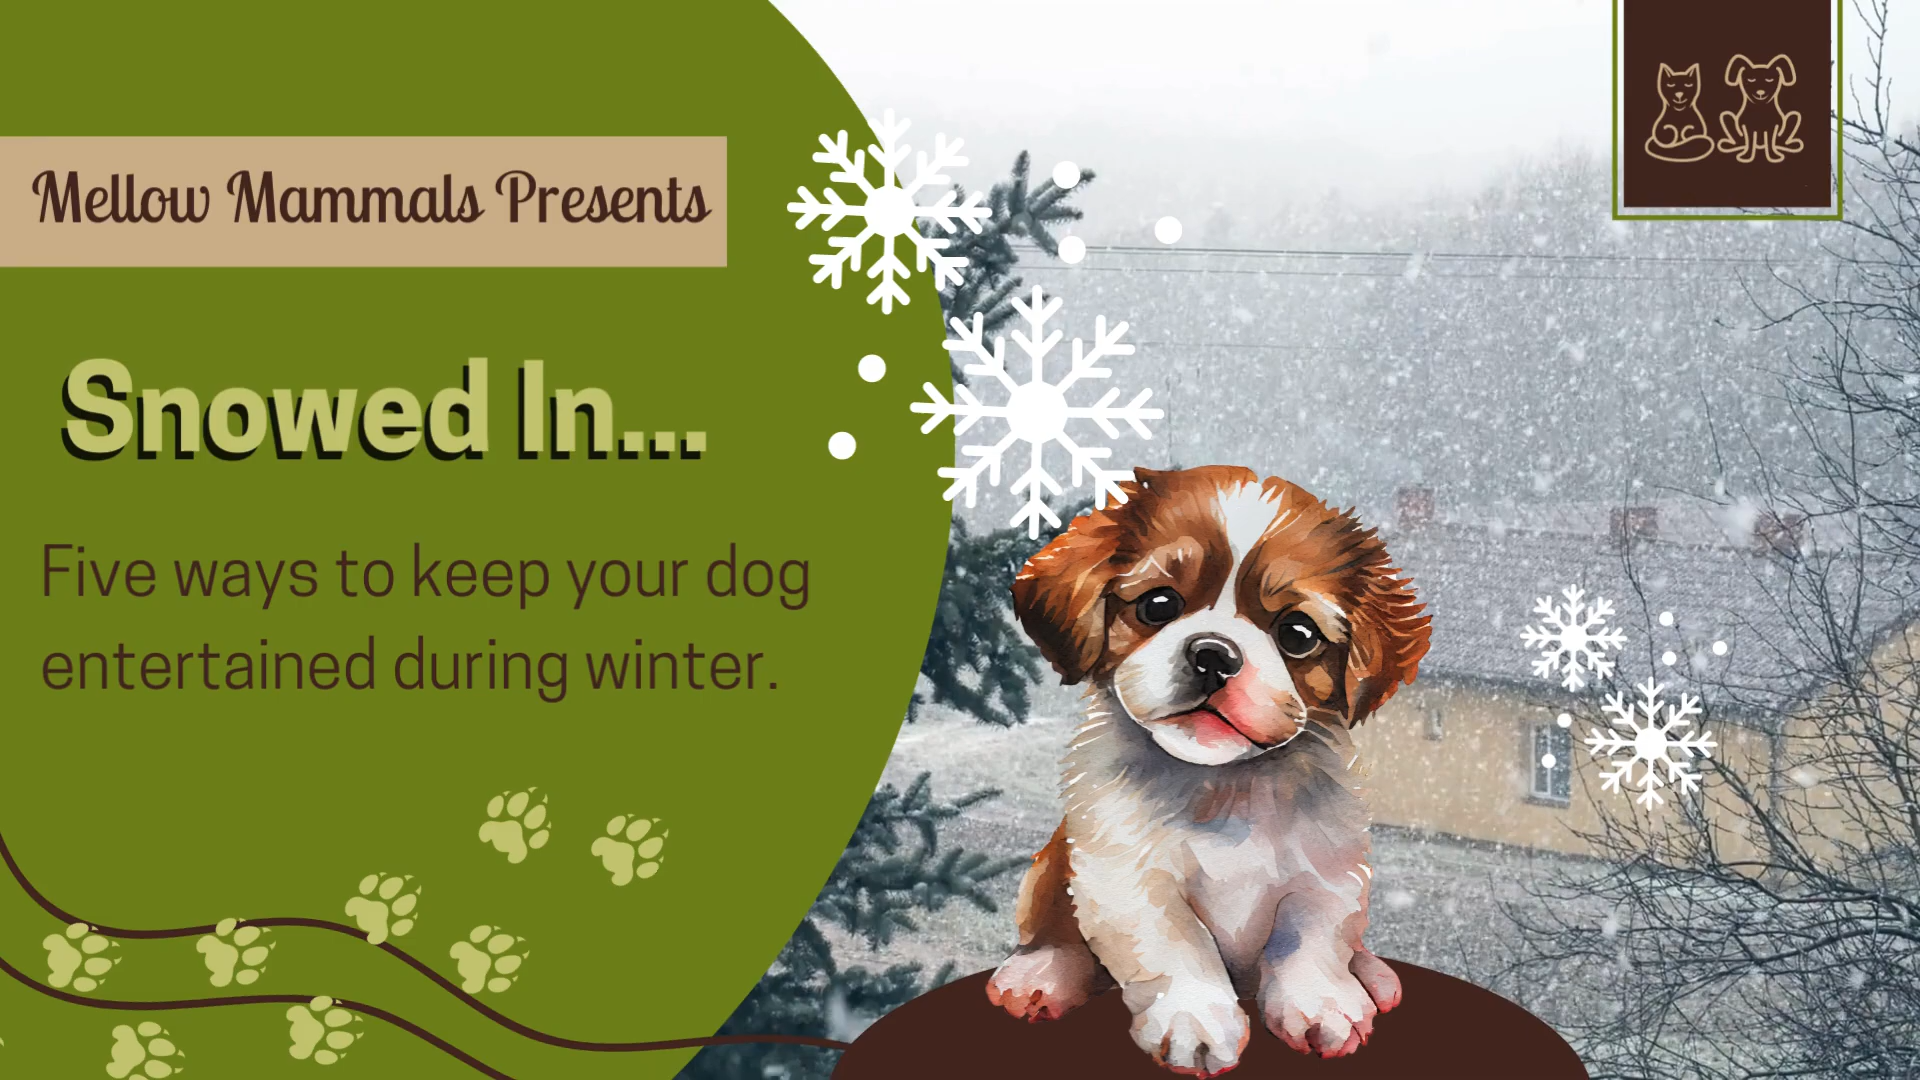 Mellow Mammals Presents
Snowed In...
Five ways to keep your dog
entertained during winter.